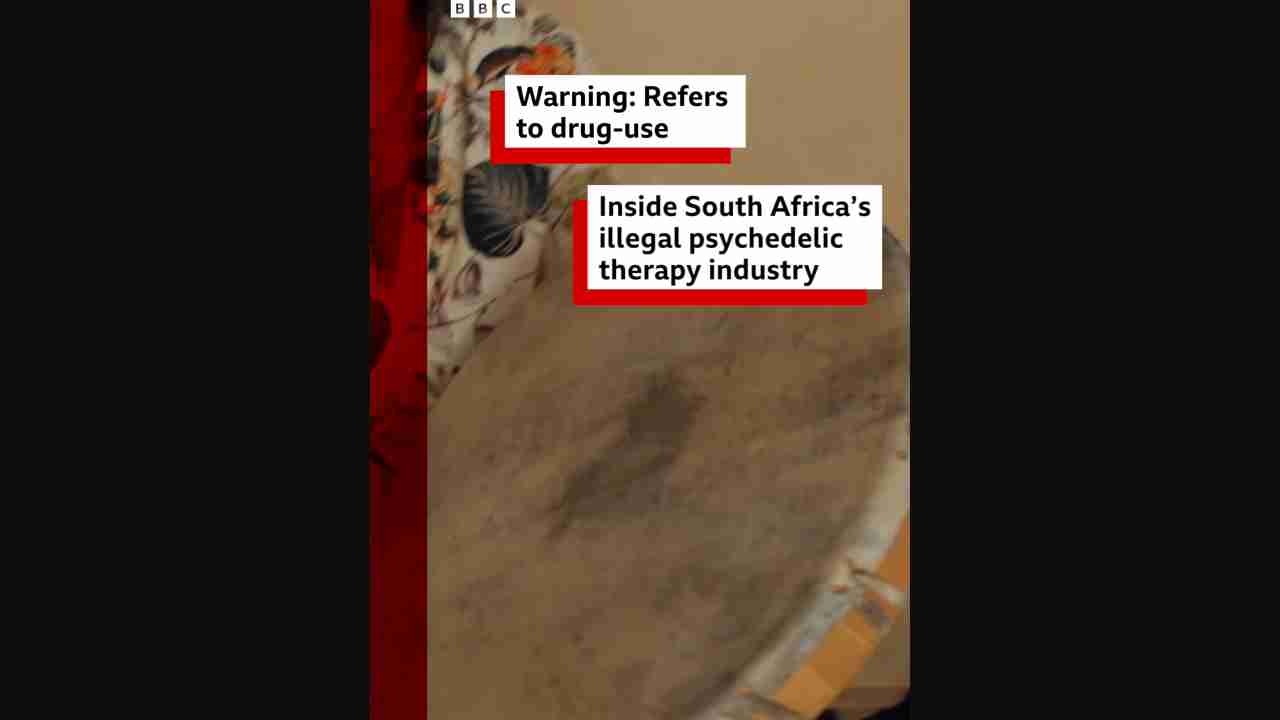 BBC
Warning: Refers
to drug-use
Inside South Africa’s
illegal psychedelic
therapy industry